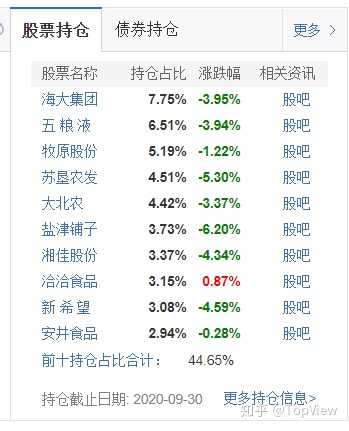 股票持仓 债券持仓 更多 >
股票名称 持仓占比 涨跌幅 相关资讯
海大集团 7.75% -3.95% 股吧
五 粮 液 6.51% -3.94% 股吧
牧原股份 5.19% -1.22% 股吧
苏垦农发 4.51% -5.30% 股吧
大北农 4.42% -3.37% 股吧
盐津铺子 3.73% -6.20% 股吧
湘佳股份 3.37% -4.34% 股吧
洽洽食品 3.15% 0.87% 股吧
新 希 望 3.08% -4.59% 股吧
安井食品 2.94% -0.28% 股吧
前十持仓占比合计： 44.65%
持仓截止日期: 2020-09-30 更多持仓信息>
知乎 @TopView